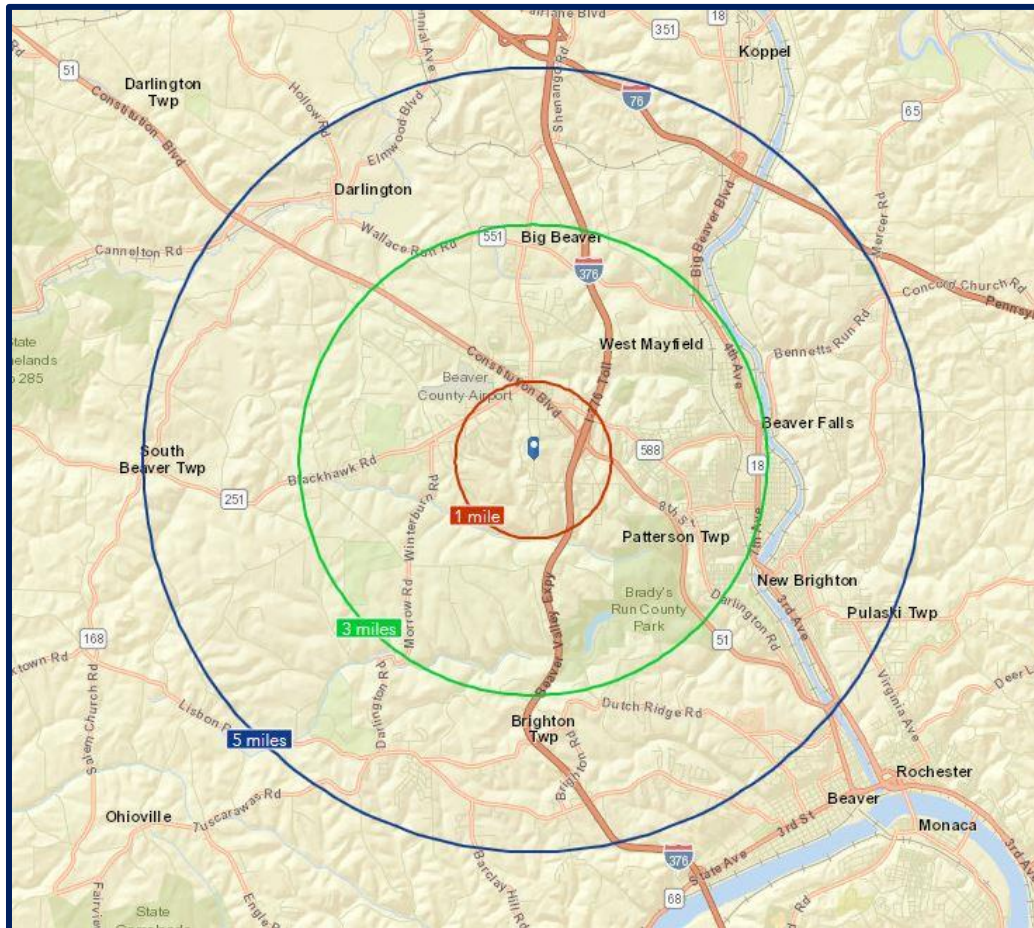 Fairlane Blvd
18
Rd
51
351
Koppel
Darlington
Twp
Shenango Rd
76
Hollow Rd
65
Constitution Blvd
Elmwood Blvd
Darlington
Big Beaver Blvd
Mercer Rd
Wallace Run Rd
551
Big Beaver
Cannelton Rd
376
Concord Church Rd
State
285
West Mayfield
Bennetts Run Rd
4th Ave
Constitution Blvd
Beaver
County Airport
Toll
Beaver Falls
South
Beaver Twp
588
18
Blackhawk Rd
251
Winterburn Rd
1 mile
8th St
Patterson Twp
7th Ave
New Brighton
Beaver Valley Expy
Brady's
Run County
Park
Darlington Rd
3rd Ave
Pulaski Twp
3 miles
Morrow Rd
168
51
Salem Church Rd
Darlington Rd
Deer
Virginia Ave
Dutch Ridge Rd
Lisbon
5 miles
Brighton
Twp
Brighton Rd
Rochester
Beaver
Ohioville
Tuscarawas Rd
3rd St
Monaca
376
State Ave
3rd Ave
Barclay Hill Rd
68
Rd
State